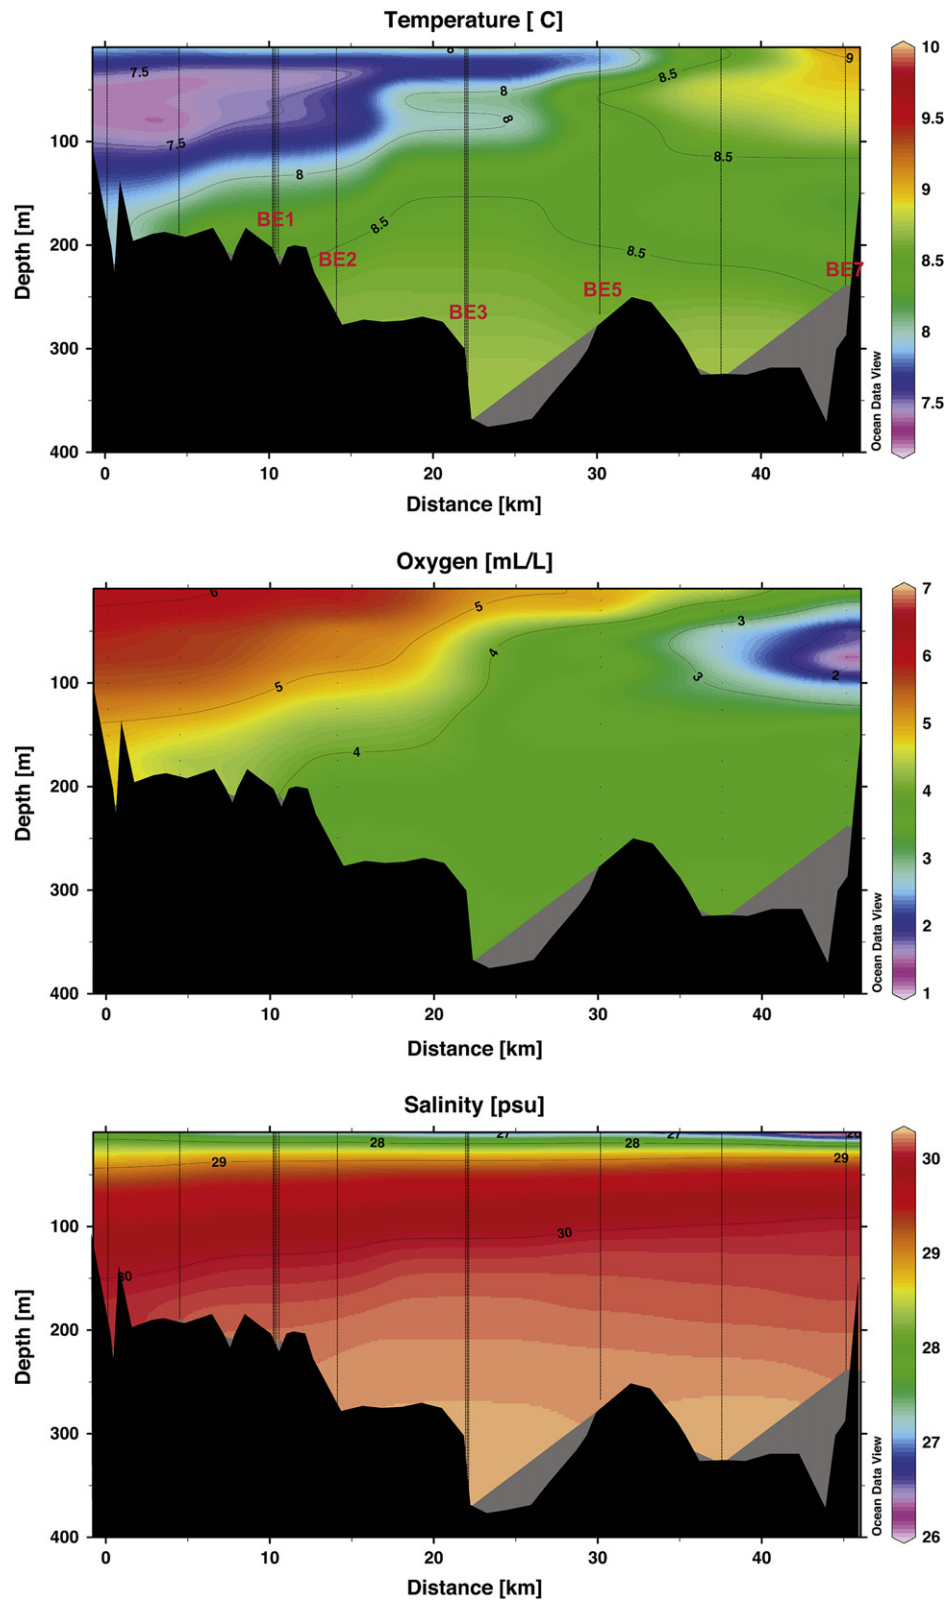 Temperature [ C]
8
7.5
8.5
9
8
8
7.5
8.5
8
8.5
8.5
BE1
BE2
BE3
BE5
BE7
100
200
300
400
Depth [m]
0 10 20 30 40
Distance [km]
Ocean Data View
10
9.5
9
8.5
8
7.5
Oxygen [mL/L]
6
5
3
4
5
3
2
4
100
200
300
400
Depth [m]
0 10 20 30 40
Distance [km]
Ocean Data View
7
6
5
4
3
2
1
Salinity [psu]
27
27
26
28
28
29
29
30
30
100
200
300
400
Depth [m]
0 10 20 30 40
Distance [km]
Ocean Data View
30
29
28
27
26